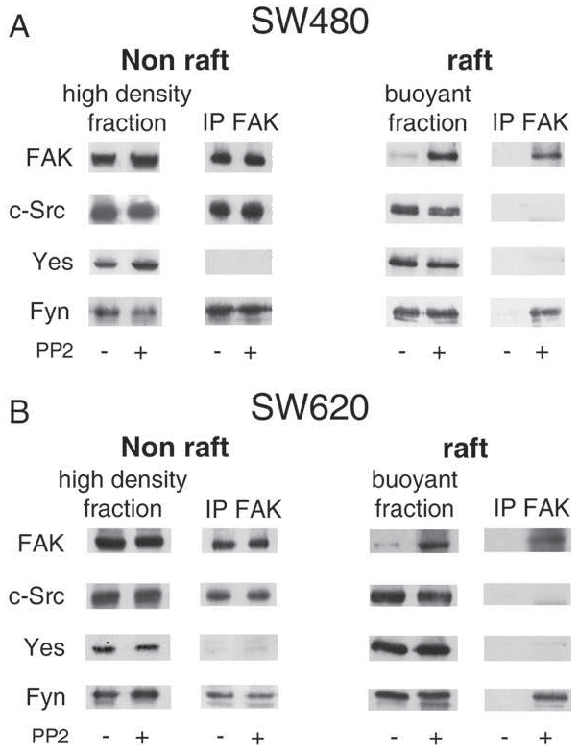 A
SW480
Non raft
raft
high density
fraction
IP FAK
buoyant
fraction
IP FAK
FAK
c-Src
Yes
Fyn
PP2 - + - + - + - +
B
SW620
Non raft
raft
high density
fraction
IP FAK
buoyant
fraction
IP FAK
FAK
c-Src
Yes
Fyn
PP2 - + - + - + - +